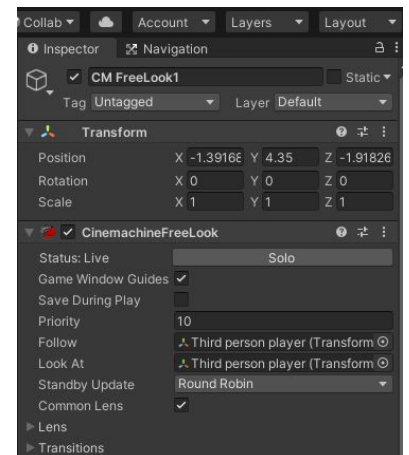 Collab Account Layers Layout
Inspector Navigation
CM FreeLook1 Static
Tag Untagged Layer Default
Transform
Position X -1.39168 Y 4.35 Z -1.91826
Rotation X 0 Y 0 Z 0
Scale X 1 Y 1 Z 1
CinemachineFreeLook
Status: Live Solo
Game Window Guides
Save During Play
Priority 10
Follow Third person player (Transform
Look At Third person player (Transform
Standby Update Round Robin
Common Lens
Lens
Transitions